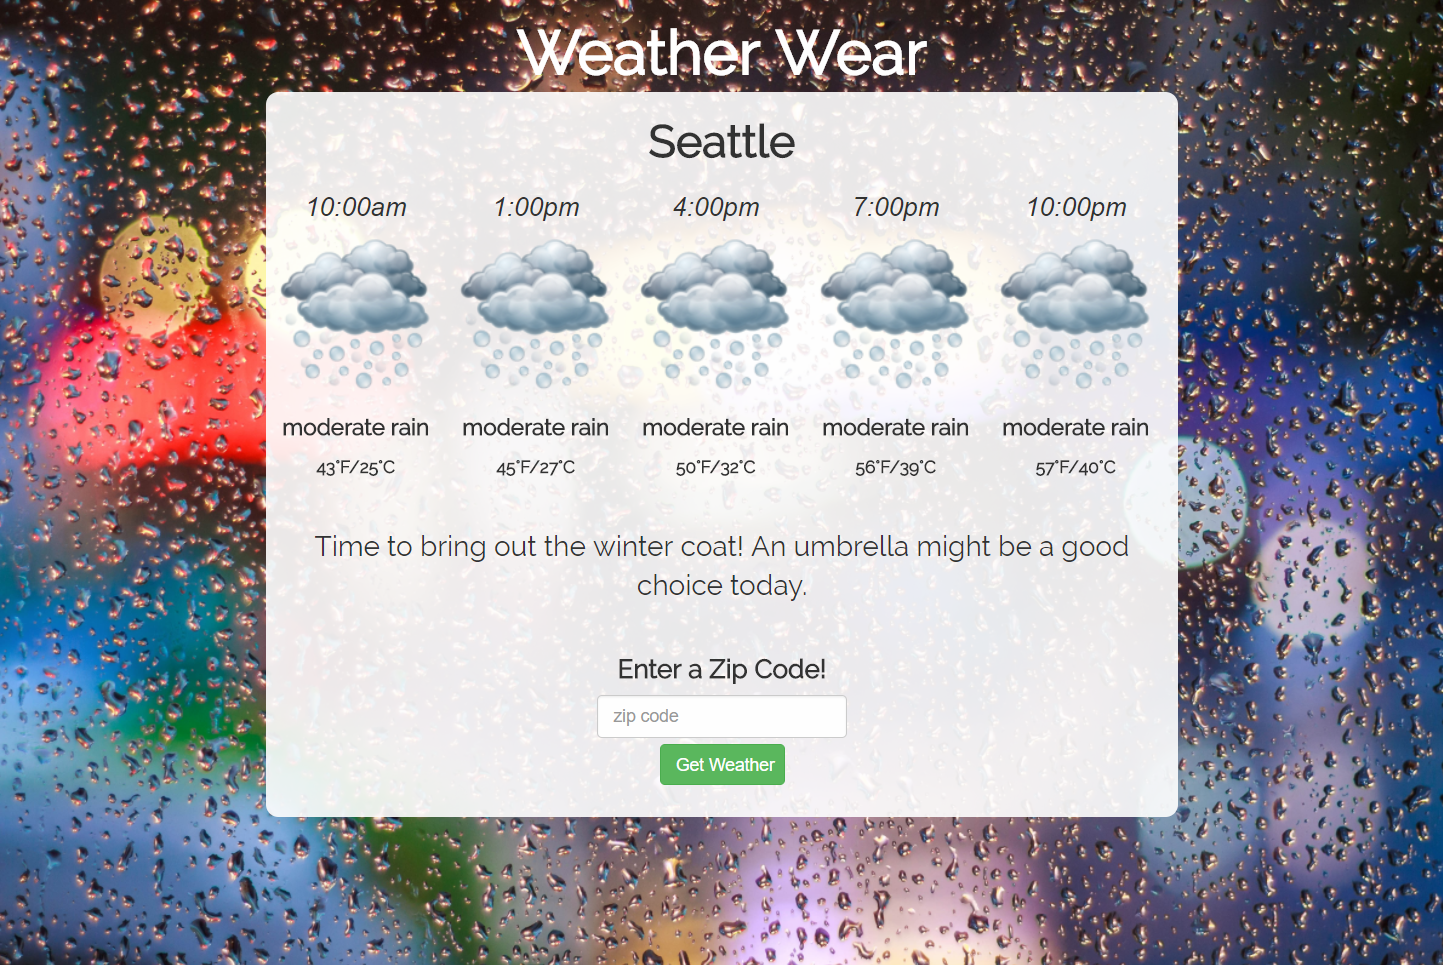 Weather Wear
Seattle
10:00am 1:00pm 4:00pm 7:00pm 10:00pm
moderate rain moderate rain moderate rain moderate rain moderate rain
43°F/25°C 45°F/27°C 50°F/32°C 56°F/39°C 57°F/40°C
Time to bring out the winter coat! An umbrella might be a good
choice today.
Enter a Zip Code!
zip code
Get Weather